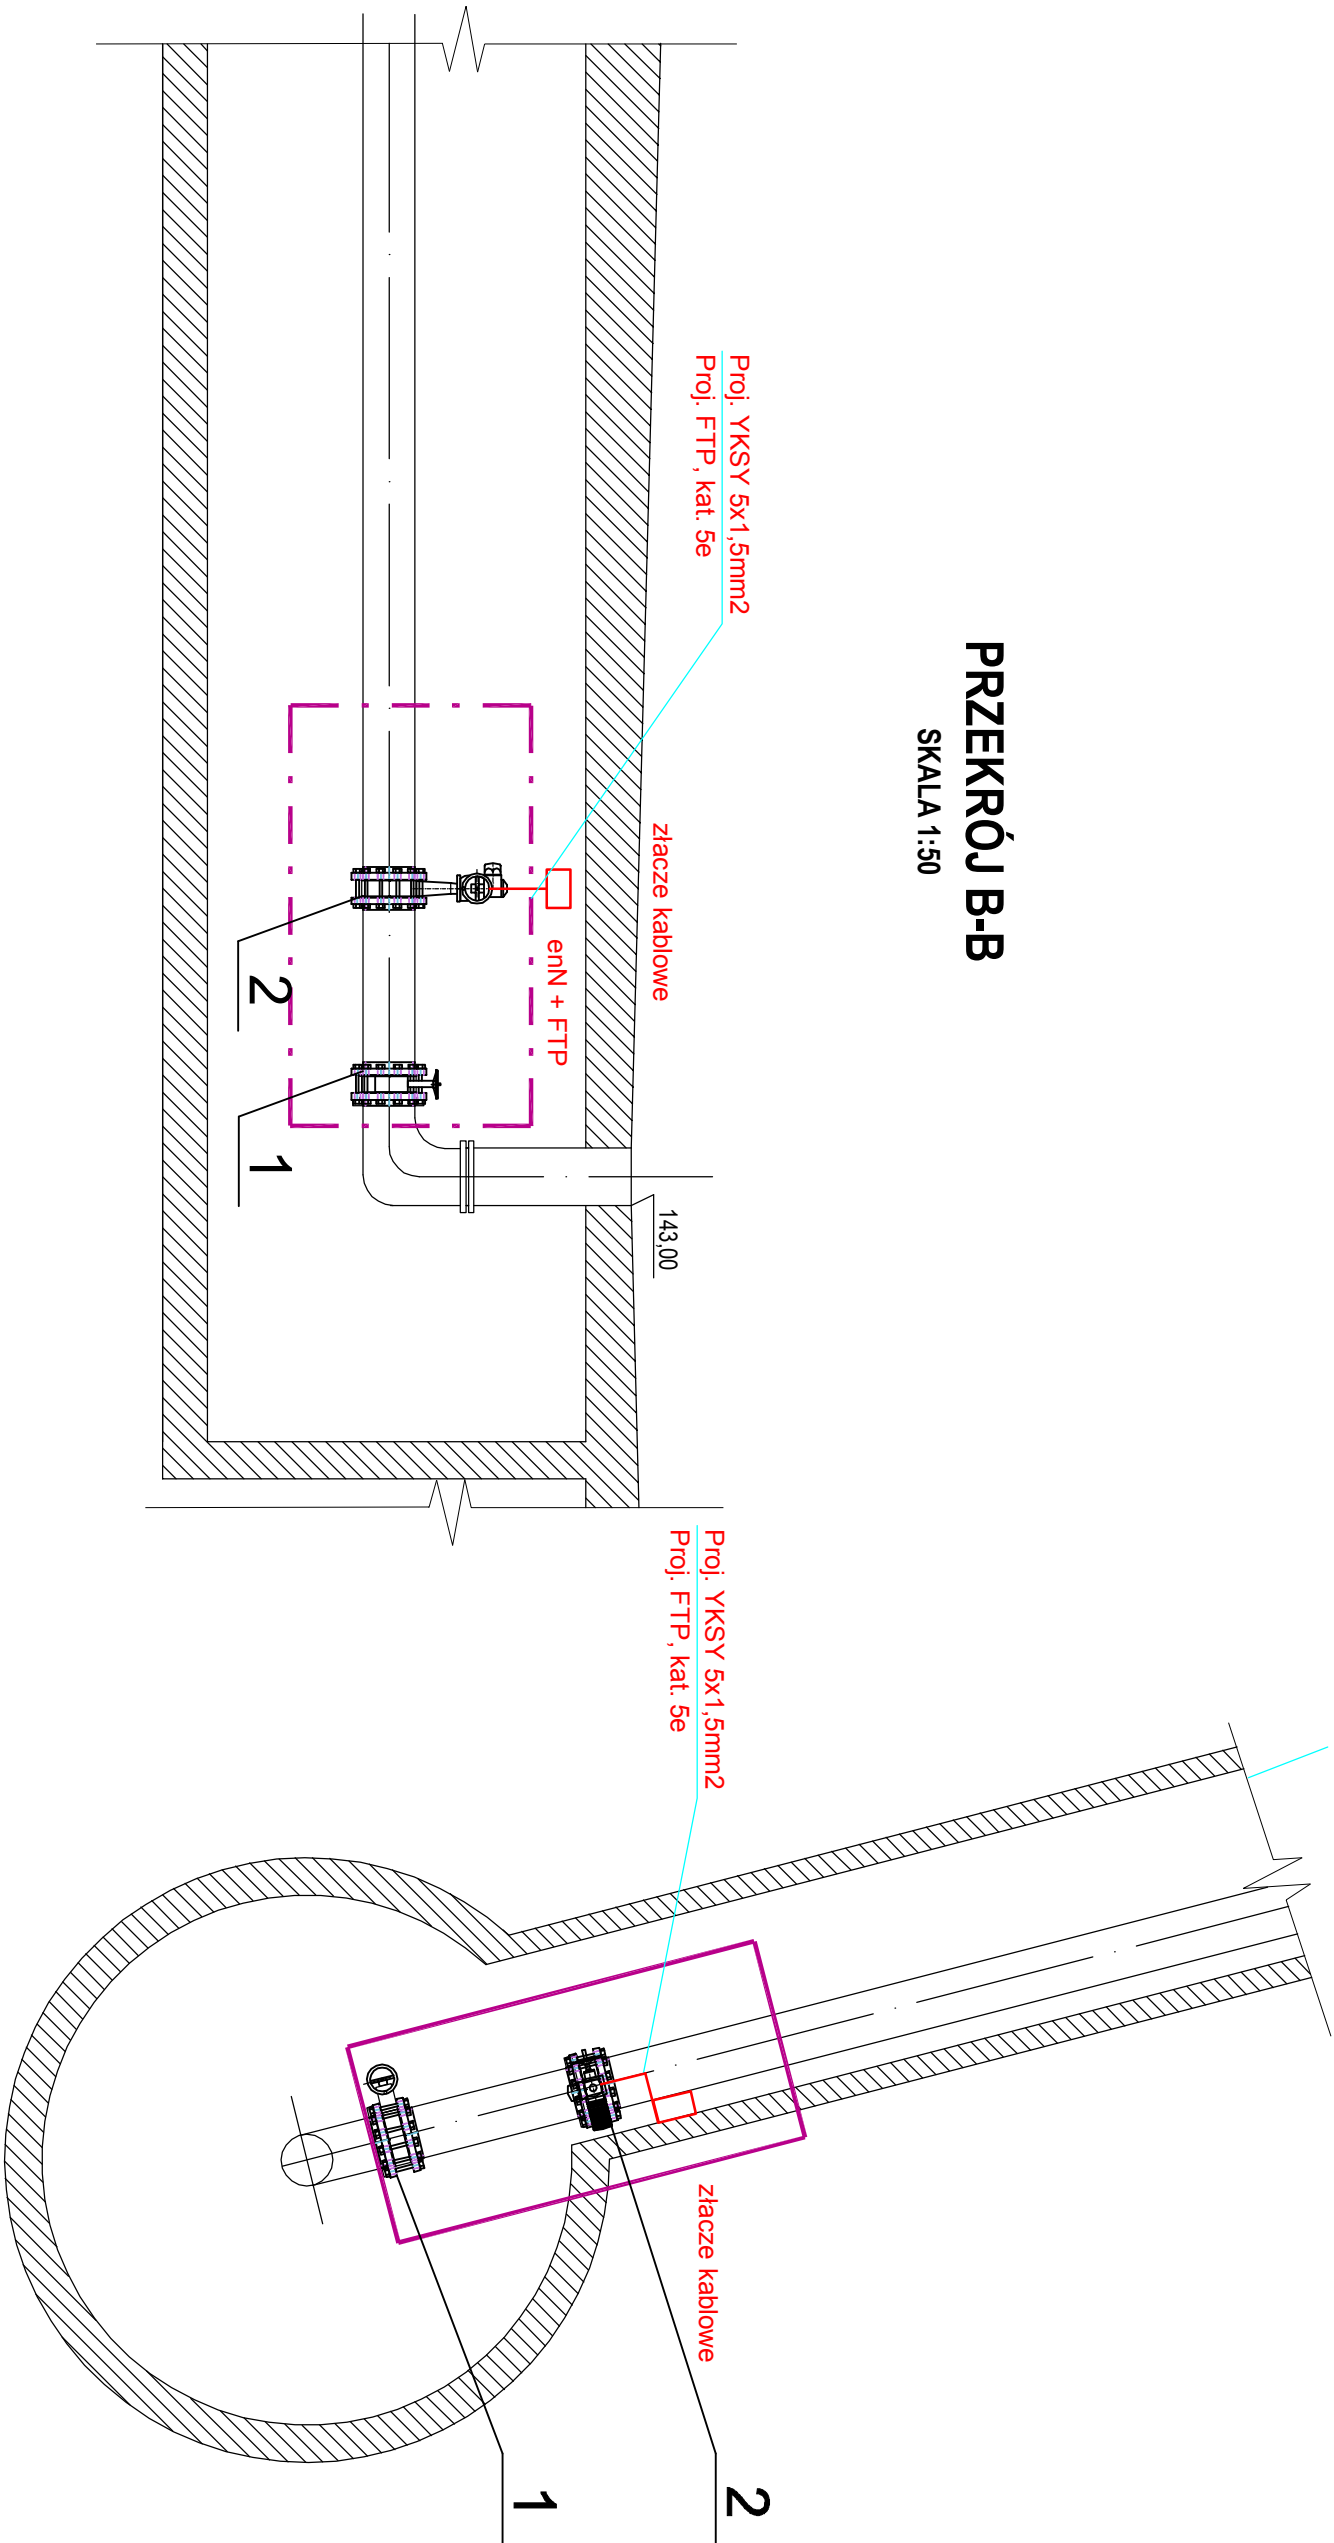 PRZEKRÓJ B-B
SKALA 1:50
Proj. YKSY 5x1,5mm2
Proj. FTP, kat. 5e
złacze kablowe
enN + FTP
2
1
143,00
Proj. YKSY 5x1,5mm2
Proj. FTP, kat. 5e
złacze kablowe
2
1